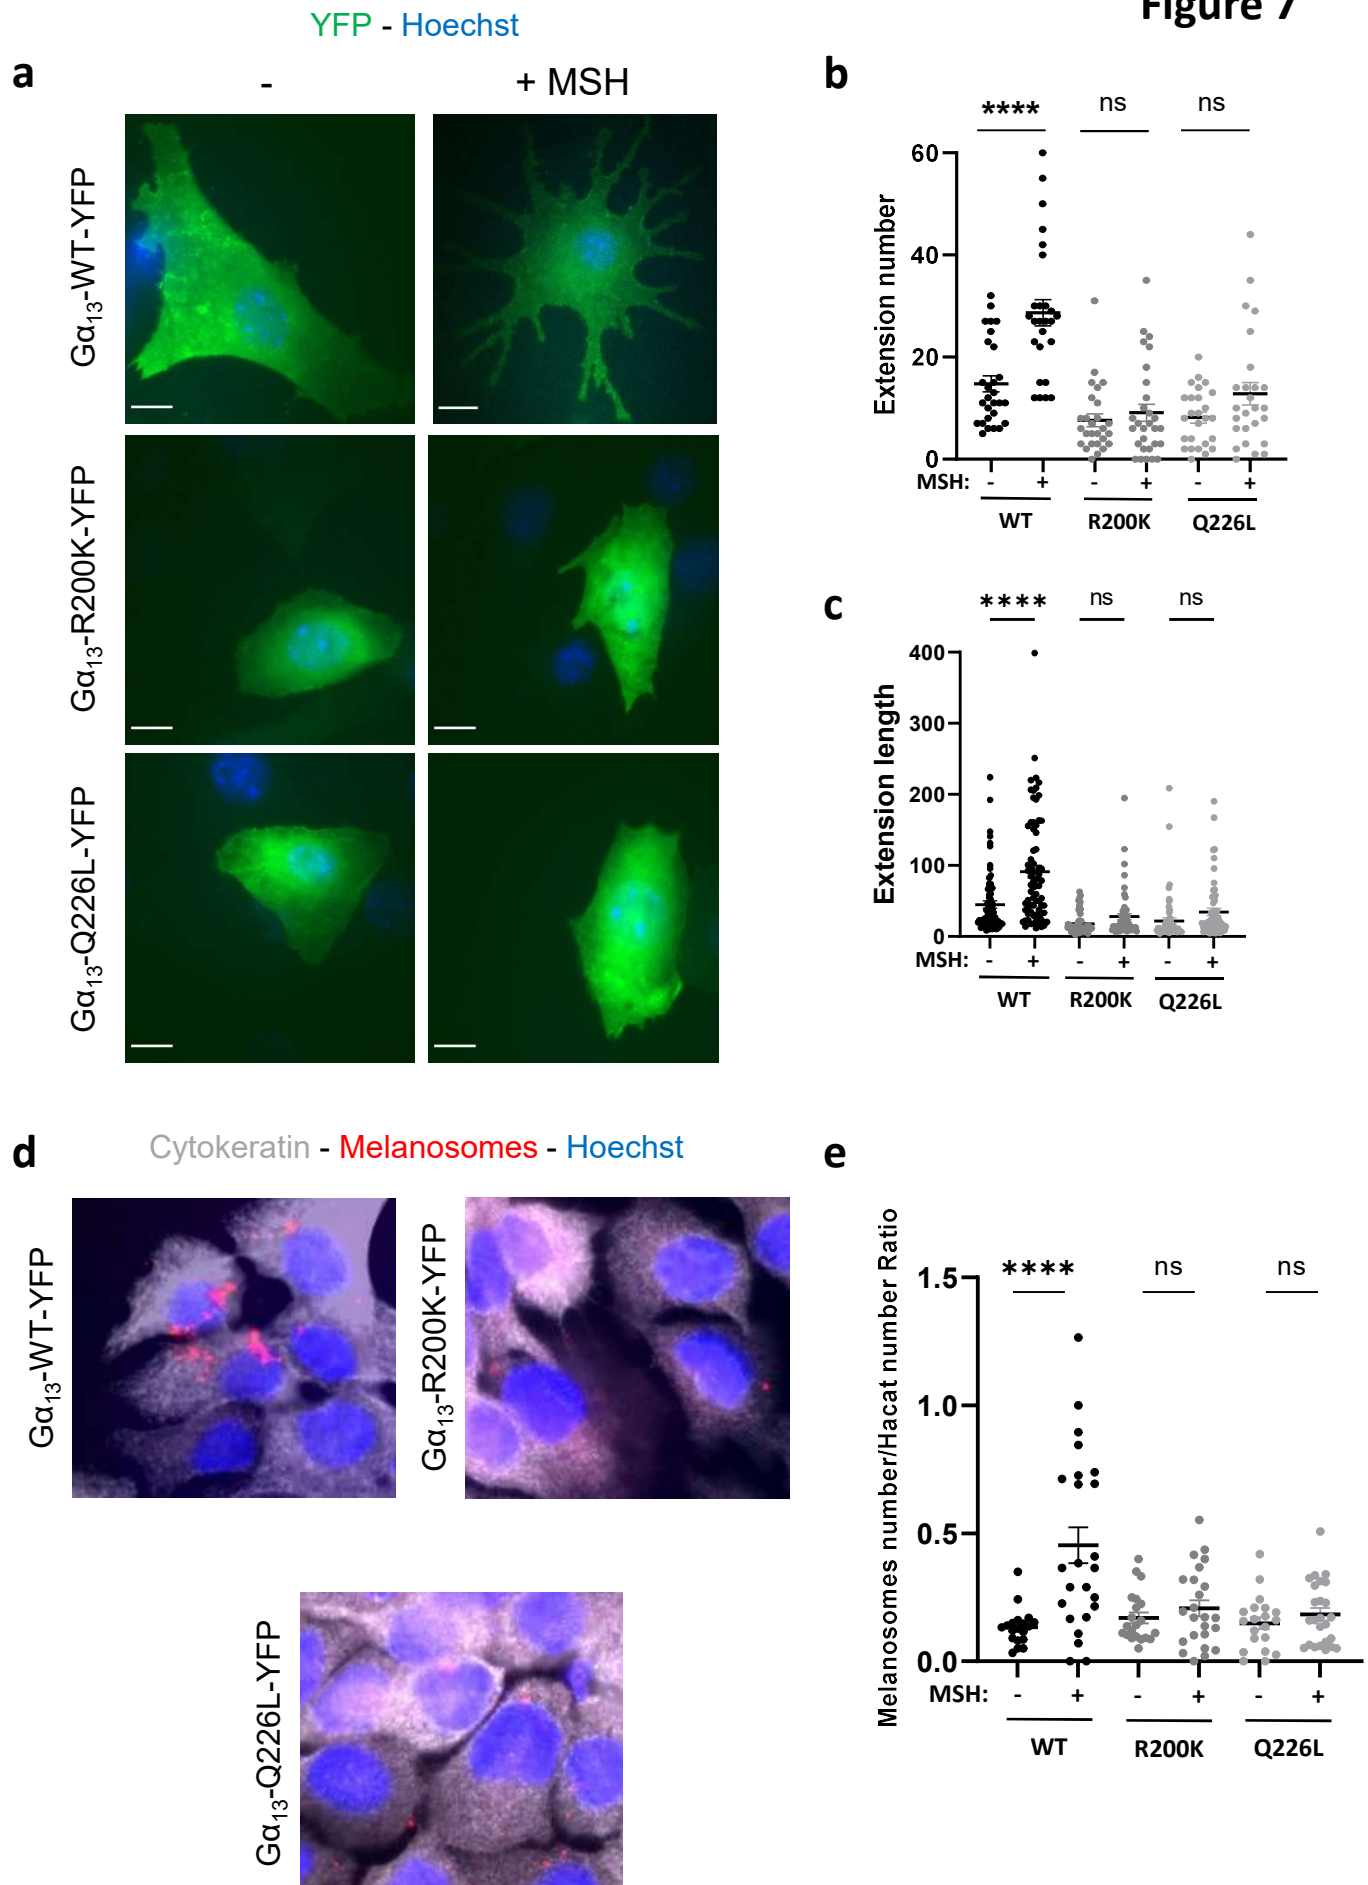 Figure 7
YFP - Hoechst
a
- + MSH
Gα13-WT-YFP
Gα13-R200K-YFP
Gα13-Q226L-YFP
b
**** ns ns
Extension number
60
40
20
0
MSH: - + - + - +
WT R200K Q226L
c
**** ns ns
Extension length
400
300
200
100
0
MSH: - + - + - +
WT R200K Q226L
d
Cytokeratin - Melanosomes - Hoechst
Gα13-WT-YFP
Gα13-R200K-YFP
Gα13-Q226L-YFP
e
**** ns ns
Melanosomes number/Hacat number Ratio
1.5
1.0
0.5
0.0
MSH: - + - + - +
WT R200K Q226L